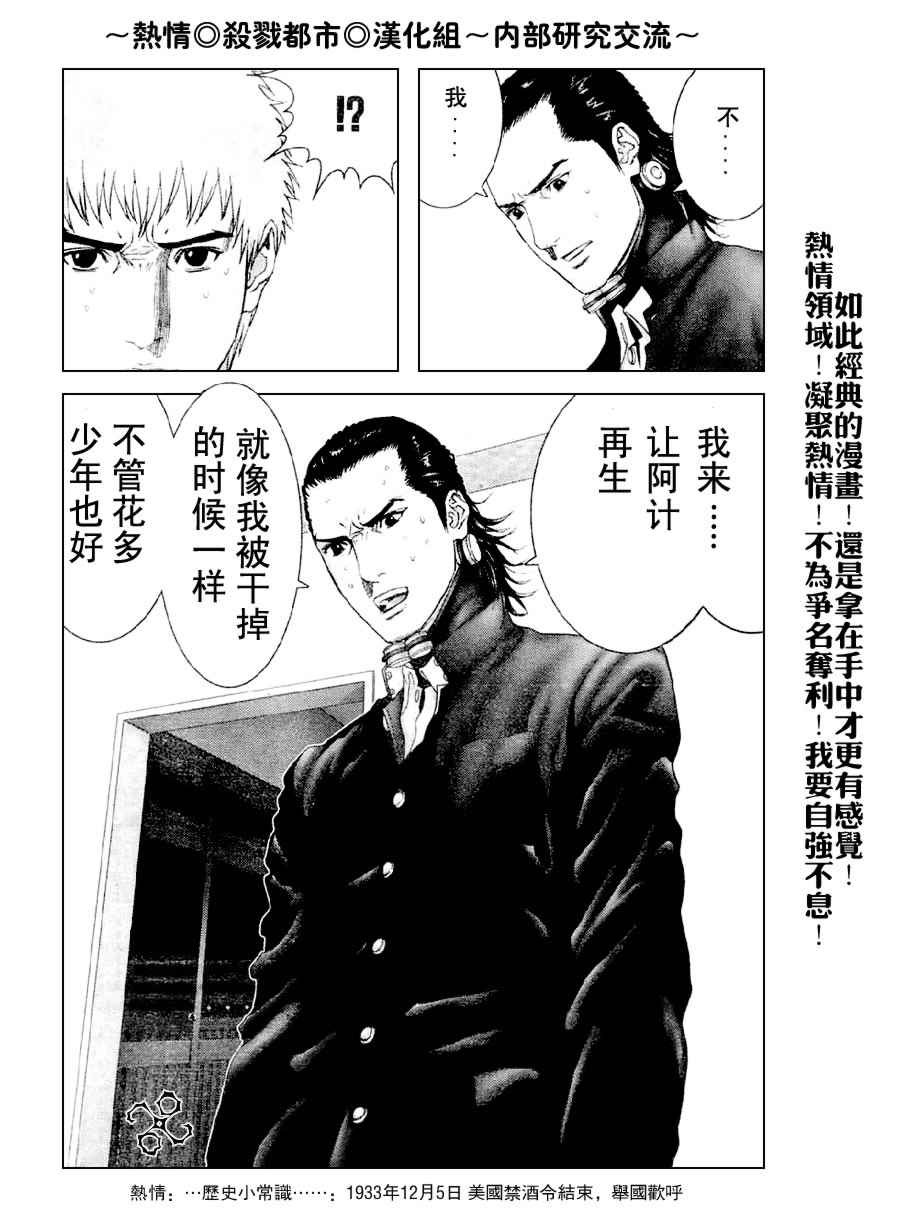 ～熱情◎殺戮都市◎漢化組～内部研究交流～
不····
我····
!?
我来……
让阿计
再生
就像我被干掉
的时候一样
不管花多
少年也好
如此經典的漫畫！還是拿在手中才更有感覺！
熱情領域！凝聚熱情！不為爭名奪利！我要自強不息！
熱情：…歷史小常識……：1933年12月5日 美國禁酒令結束，舉國歡呼